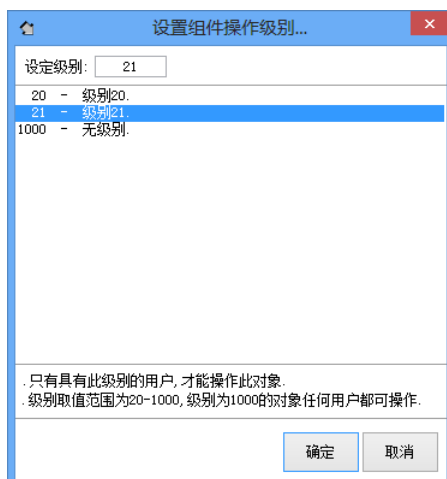 设置组件操作级别...
设定级别: 21
20 - 级别20.
21 - 级别21.
1000 - 无级别.
. 只有具有此级别的用户, 才能操作此对象.
. 级别取值范围为20-1000, 级别为1000的对象任何用户都可操作.
确定 取消